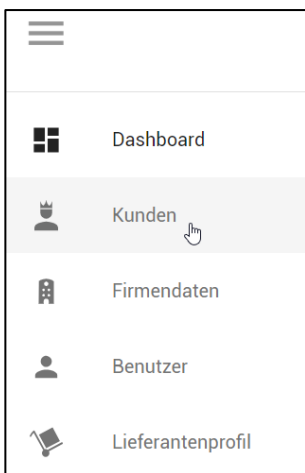 Dashboard
Kunden
Firmendaten
Benutzer
Lieferantenprofil